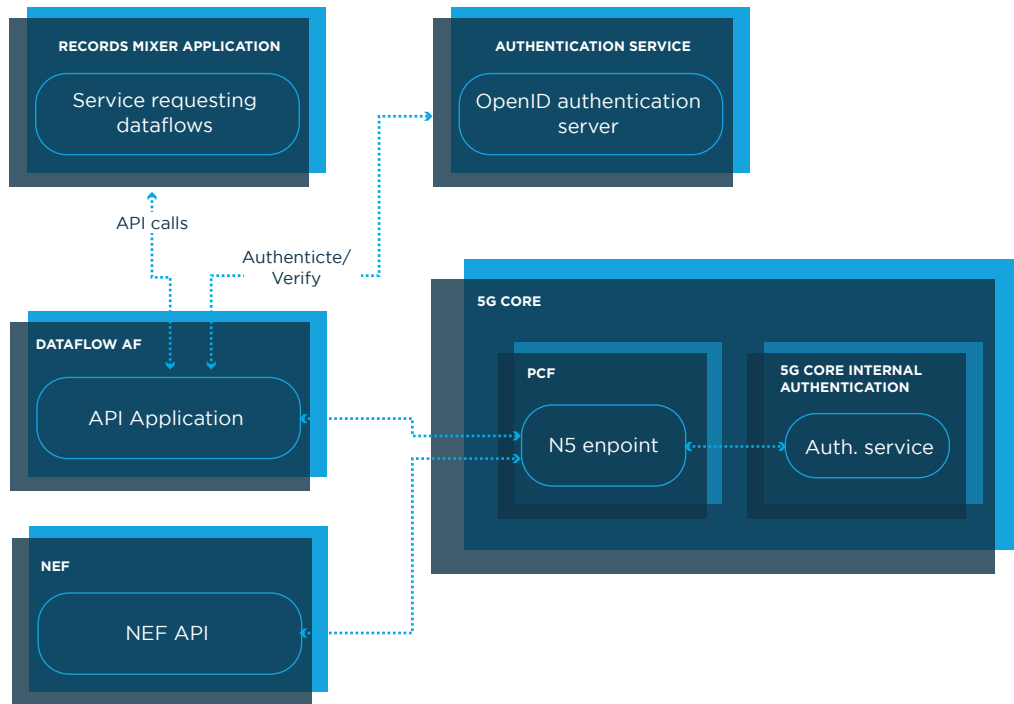 RECORDS MIXER APPLICATION
Service requesting
dataflows
AUTHENTICATION SERVICE
OpenID authentication
server
API calls
Authenticte/
Verify
5G CORE
DATAFLOW AF
API Application
PCF
N5 enpoint
5G CORE INTERNAL
AUTHENTICATION
Auth. service
NEF
NEF API